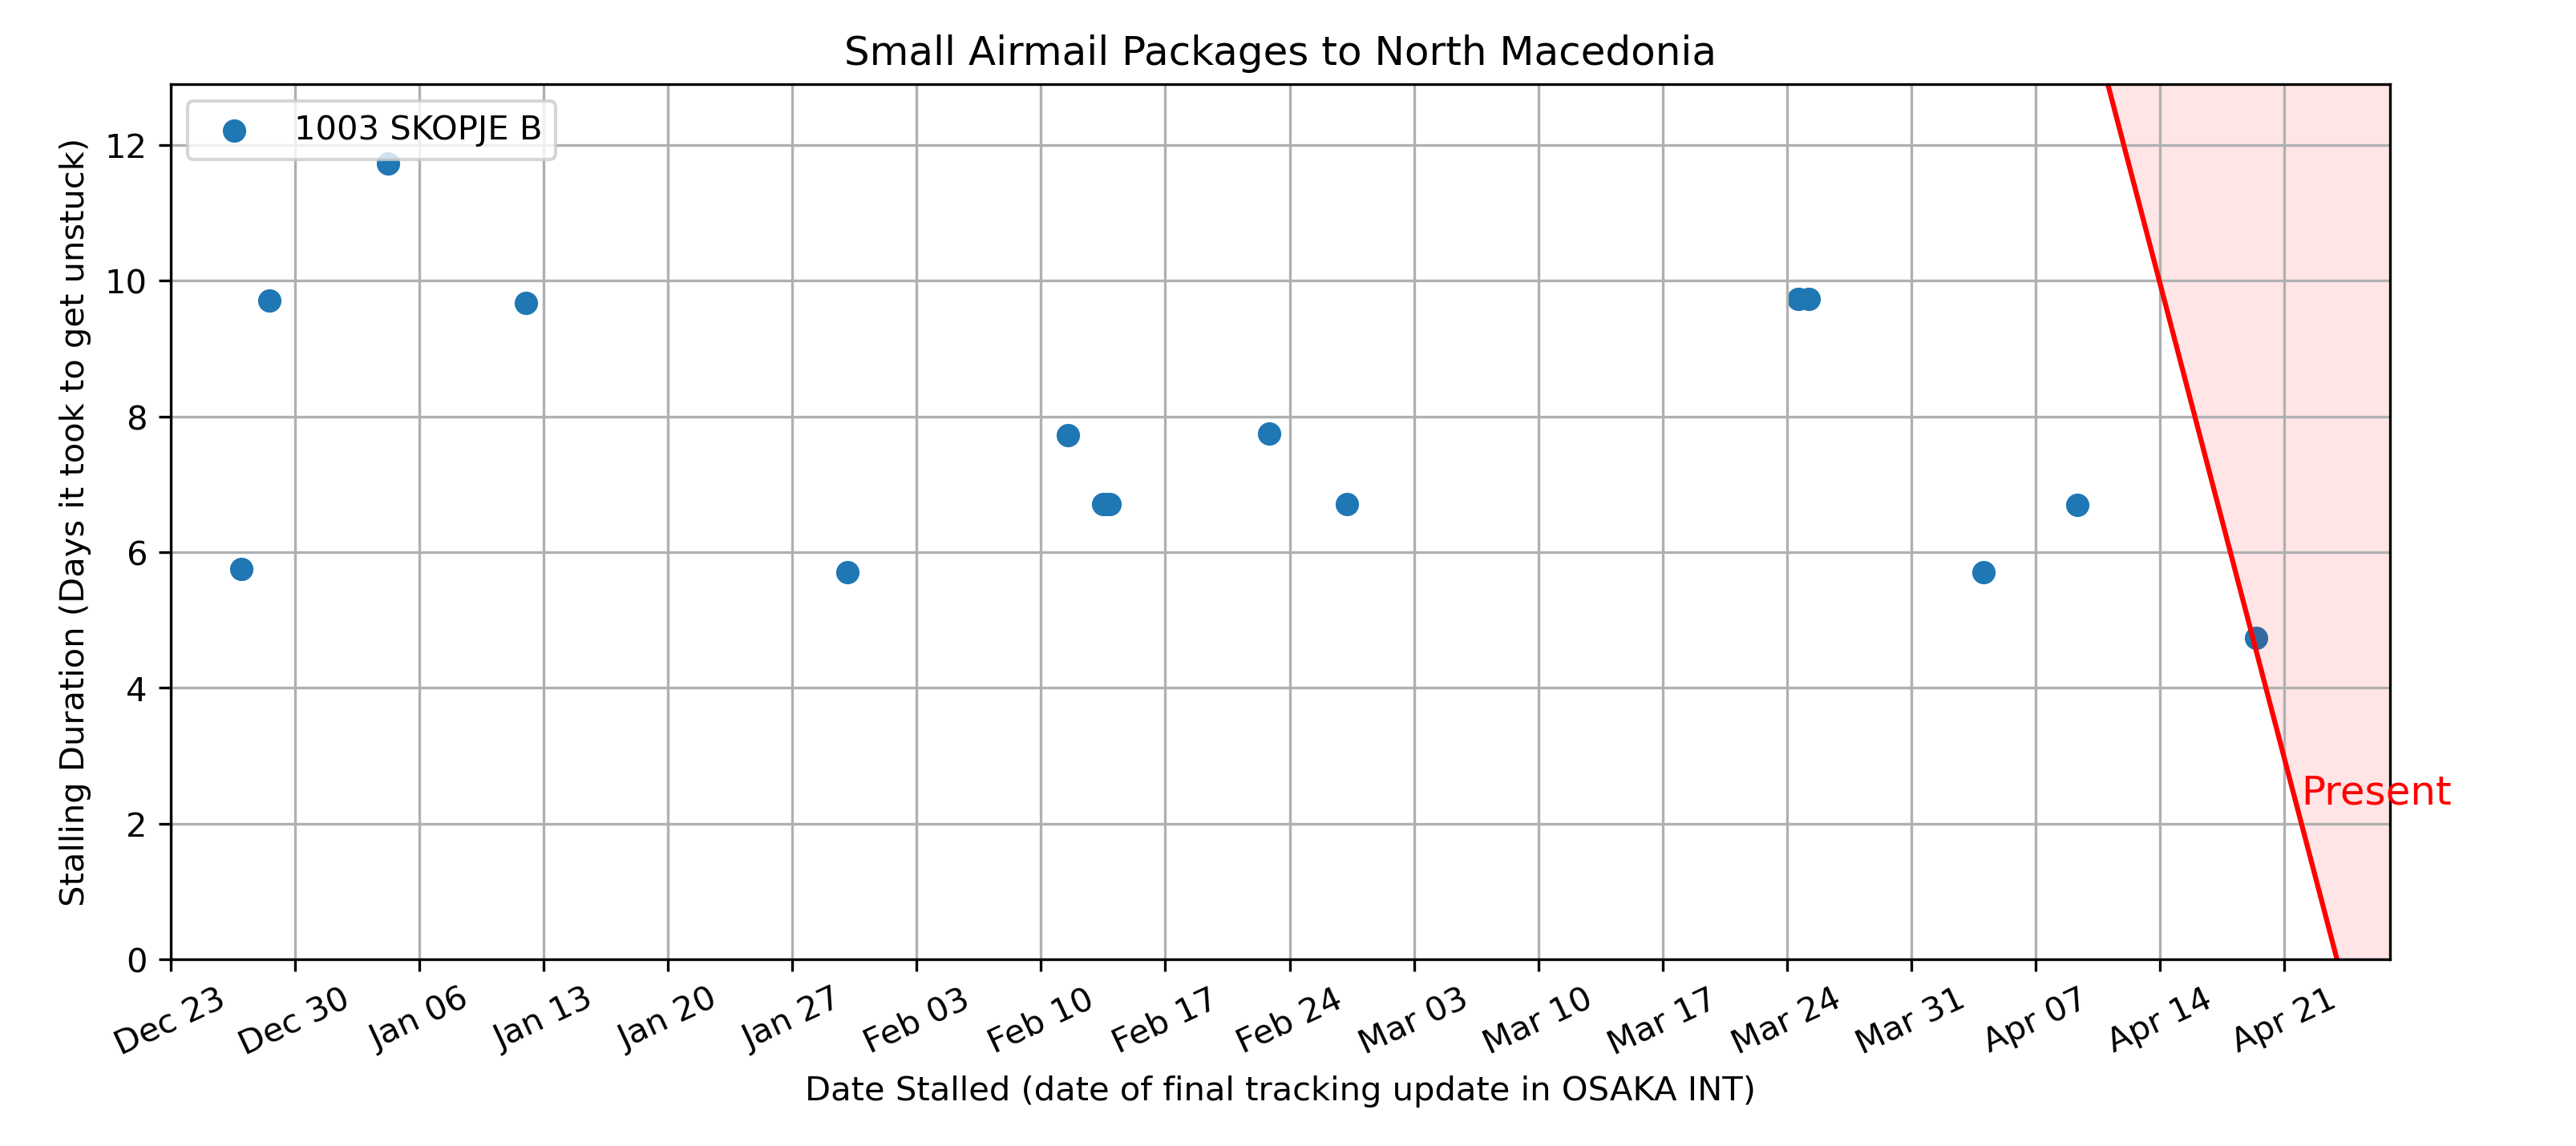 Small Airmail Packages to North Macedonia
1003 SKOPJE B
Stalling Duration (Days it took to get unstuck)
12
10
8
6
4
2
0
Present
Dec 23
Dec 30
Jan 06
Jan 13
Jan 20
Jan 27
Feb 03
Feb 10
Feb 17
Feb 24
Mar 03
Mar 10
Mar 17
Mar 24
Mar 31
Apr 07
Apr 14
Apr 21
Date Stalled (date of final tracking update in OSAKA INT)